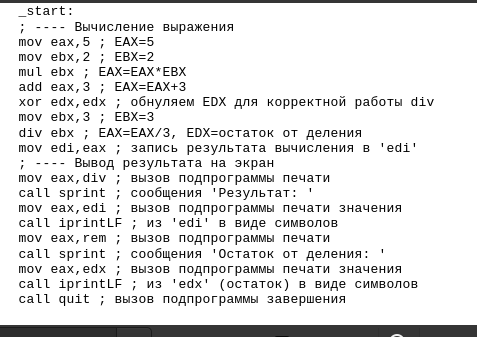 _start:
; ---- Вычисление выражения
mov eax,5 ; EAX=5
mov ebx,2 ; EBX=2
mul ebx ; EAX=EAX*EBX
add eax,3 ; EAX=EAX+3
xor edx,edx ; обнуляем EDX для корректной работы div
mov ebx,3 ; EBX=3
div ebx ; EAX=EAX/3, EDX=остаток от деления
mov edi,eax ; запись результата вычисления в 'edi'
; ---- Вывод результата на экран
mov eax,div ; вызов подпрограммы печати
call sprint ; сообщения 'Результат: '
mov eax,edi ; вызов подпрограммы печати значения
call iprintLF ; из 'edi' в виде символов
mov eax,rem ; вызов подпрограммы печати
call sprint ; сообщения 'Остаток от деления: '
mov eax,edx ; вызов подпрограммы печати значения
call iprintLF ; из 'edx' (остаток) в виде символов
call quit ; вызов подпрограммы завершения